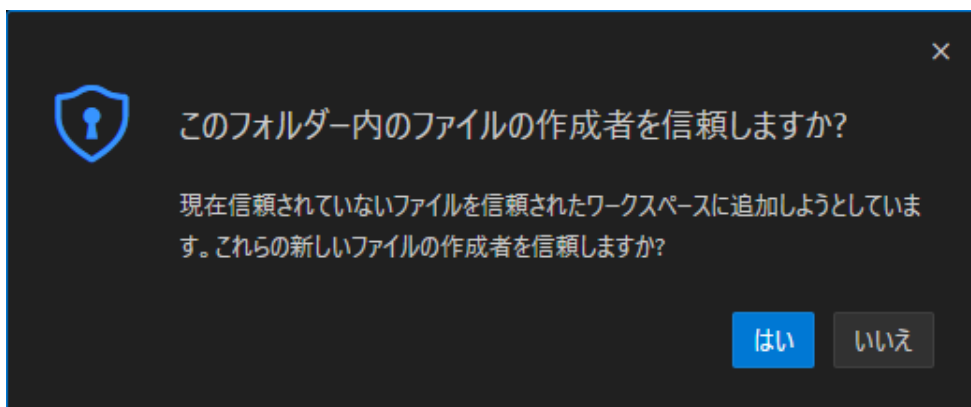 このフォルダー内のファイルの作成者を信頼しますか?
現在信頼されていないファイルを信頼されたワークスペースに追加しようとしていま
す。これらの新しいファイルの作成者を信頼しますか?
はい いいえ